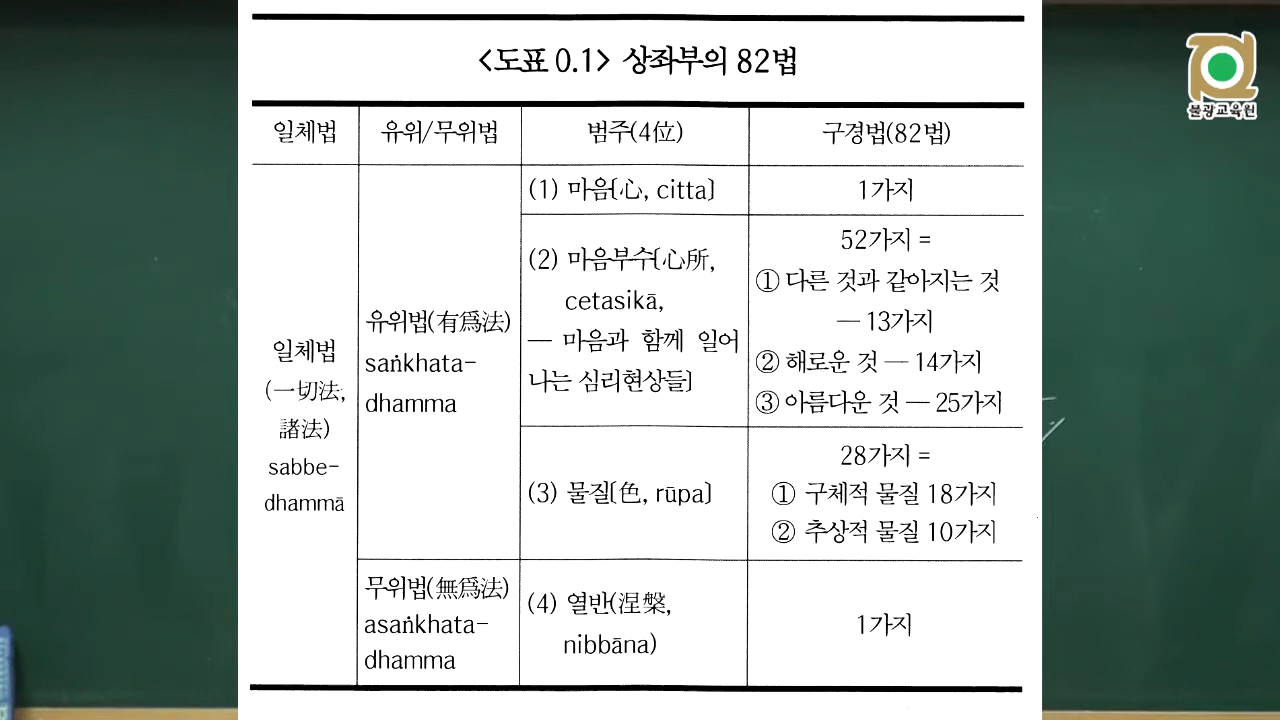 <도표 0.1> 상좌부의 82법
불광교육원
일체법
유위/무위법
범주(4位)
구경법(82법)
일체법
(一切法,
諸法)
sabbe-
dhammā
유위법(有爲法)
saṅkhata-
dhamma
(1) 마음[心, citta]
1가지
(2) 마음부수[心所,
cetasikā,
― 마음과 함께 일어
나는 심리현상들]
52가지 =
① 다른 것과 같아지는 것
― 13가지
② 해로운 것 ― 14가지
③ 아름다운 것 ― 25가지
(3) 물질[色, rūpa]
28가지 =
① 구체적 물질 18가지
② 추상적 물질 10가지
무위법(無爲法)
asaṅkhata-
dhamma
(4) 열반(涅槃,
nibbāna)
1가지